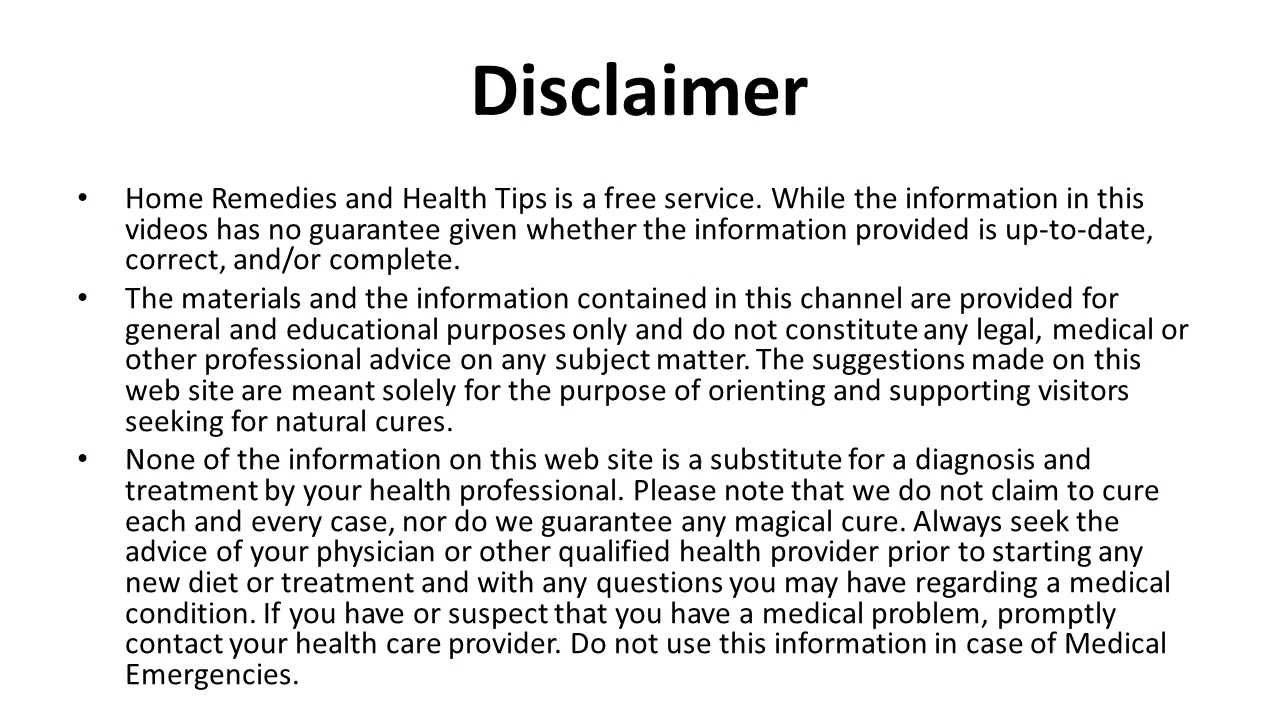 Disclaimer
• Home Remedies and Health Tips is a free service. While the information in this
videos has no guarantee given whether the information provided is up-to-date,
correct, and/or complete.
• The materials and the information contained in this channel are provided for
general and educational purposes only and do not constitute any legal, medical or
other professional advice on any subject matter. The suggestions made on this
web site are meant solely for the purpose of orienting and supporting visitors
seeking for natural cures.
• None of the information on this web site is a substitute for a diagnosis and
treatment by your health professional. Please note that we do not claim to cure
each and every case, nor do we guarantee any magical cure. Always seek the
advice of your physician or other qualified health provider prior to starting any
new diet or treatment and with any questions you may have regarding a medical
condition. If you have or suspect that you have a medical problem, promptly
contact your health care provider. Do not use this information in case of Medical
Emergencies.